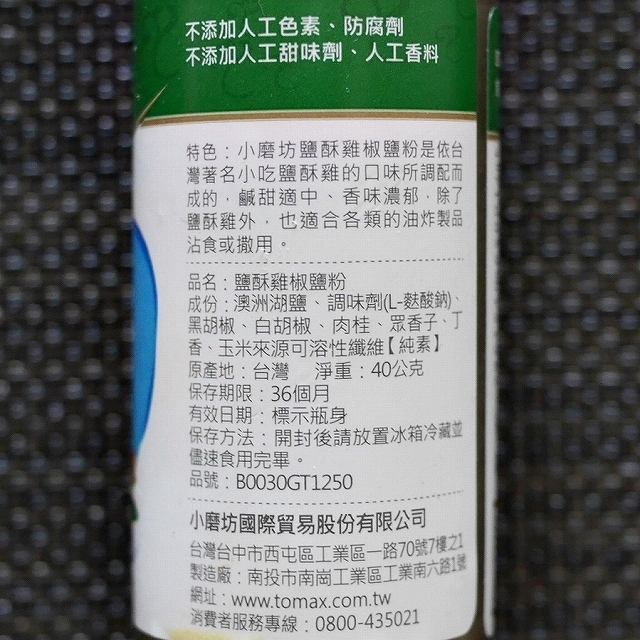 不添加人工色素、防腐劑
不添加人工甜味劑、人工香料
特色：小磨坊鹽酥雞椒鹽粉是依台
灣著名小吃鹽酥雞的口味所調配而
成的，鹹甜適中、香味濃郁，除了
鹽酥雞外，也適合各類的油炸製品
沾食或撒用。
品名：鹽酥雞椒鹽粉
成份：澳洲湖鹽、調味劑(L-麩酸鈉)、
黑胡椒、白胡椒、肉桂、眾香子、丁
香、玉米來源可溶性纖維【純素】
原產地：台灣 淨重：40公克
保存期限：36個月
有效日期：標示瓶身
保存方法：開封後請放置冰箱冷藏並
儘速食用完畢。
品號：B0030GT1250
小磨坊國際貿易股份有限公司
台灣台中市西屯區工業區一路70號7樓之1
製造廠：南投市南崗工業區工業南六路1號
網址：www.tomax.com.tw
消費者服務專線：0800-435021